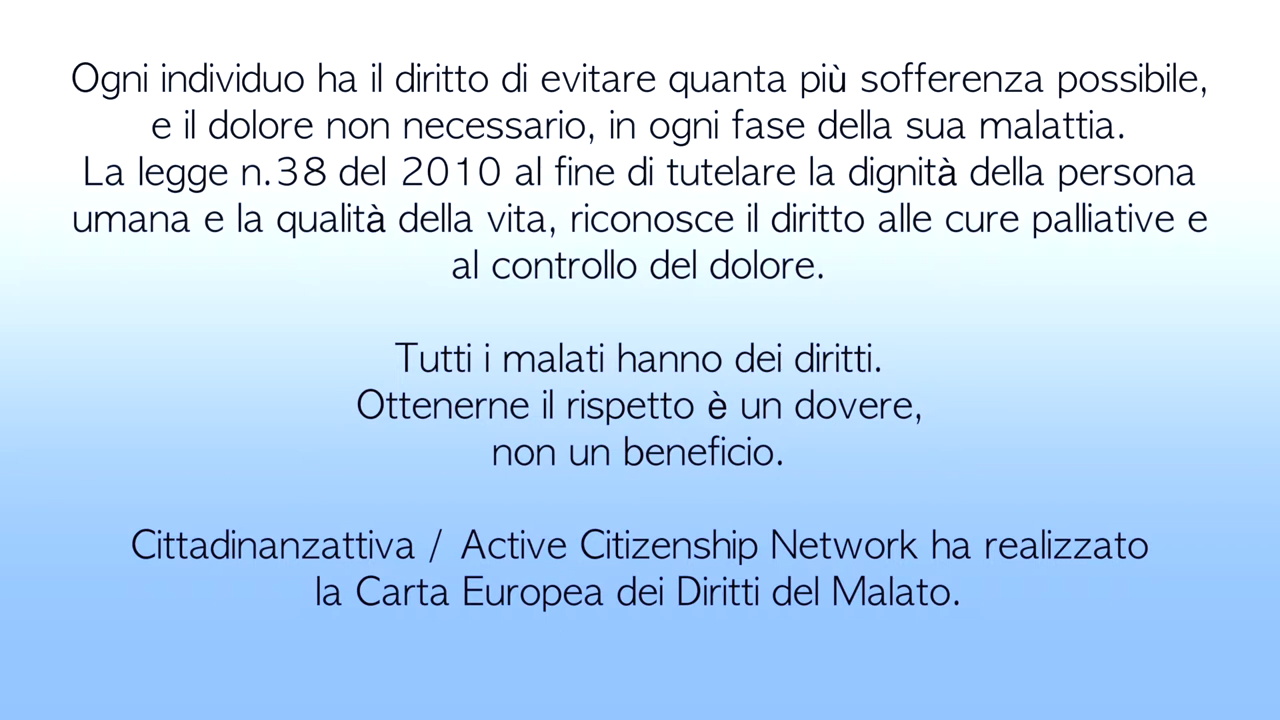 Ogni individuo ha il diritto di evitare quanta più sofferenza possibile,
e il dolore non necessario, in ogni fase della sua malattia.
La legge n.38 del 2010 al fine di tutelare la dignità della persona
umana e la qualità della vita, riconosce il diritto alle cure palliative e
al controllo del dolore.
Tutti i malati hanno dei diritti.
Ottenerne il rispetto è un dovere,
non un beneficio.
Cittadinanzattiva / Active Citizenship Network ha realizzato
la Carta Europea dei Diritti del Malato.